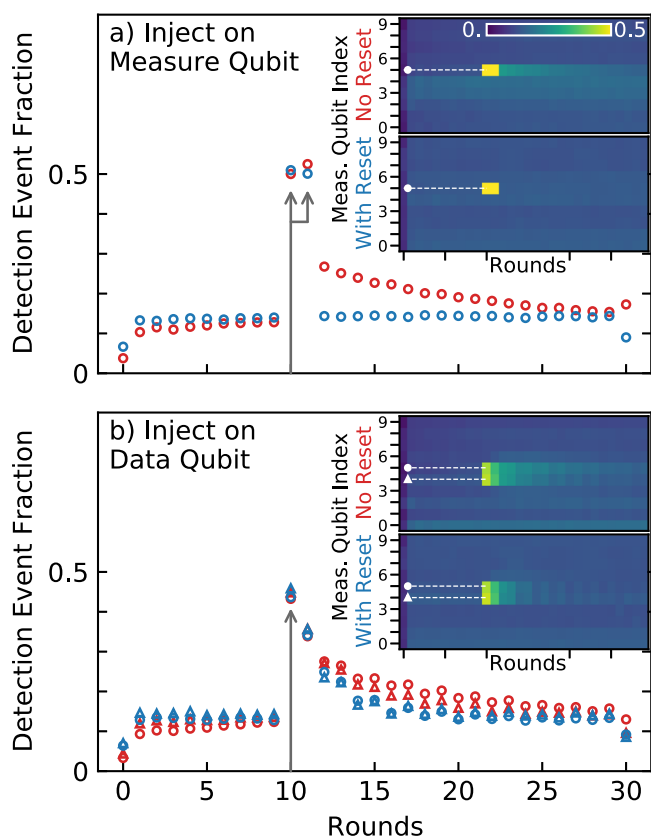 a) Inject on
Measure Qubit
Detection Event Fraction
0.5
0
0.
0.5
Meas. Qubit Index
No Reset
With Reset
9
6
3
0
9
6
3
0
Rounds
b) Inject on
Data Qubit
Detection Event Fraction
0.5
0
Meas. Qubit Index
No Reset
With Reset
9
6
3
0
9
6
3
0
Rounds
0 5 10 15 20 25 30
Rounds